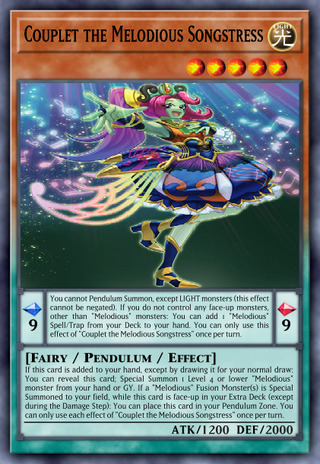 Couplet the Melodious Songstress
LIGHT
光
You cannot Pendulum Summon, except LIGHT monsters (this effect
cannot be negated). If you do not control any face-up monsters,
other than "Melodious" monsters: You can add 1 "Melodious"
Spell/Trap from your Deck to your hand. You can only use this
effect of "Couplet the Melodious Songstress" once per turn.
9
9
[Fairy / Pendulum / Effect]
If this card is added to your hand, except by drawing it for your normal draw:
You can reveal this card; Special Summon 1 Level 4 or lower "Melodious"
monster from your hand or GY. If a "Melodious" Fusion Monster(s) is Special
Summoned to your field, while this card is face-up in your Extra Deck (except
during the Damage Step): You can place this card in your Pendulum Zone. You
can only use each effect of "Couplet the Melodious Songstress" once per turn.
ATK/1200 DEF/2000